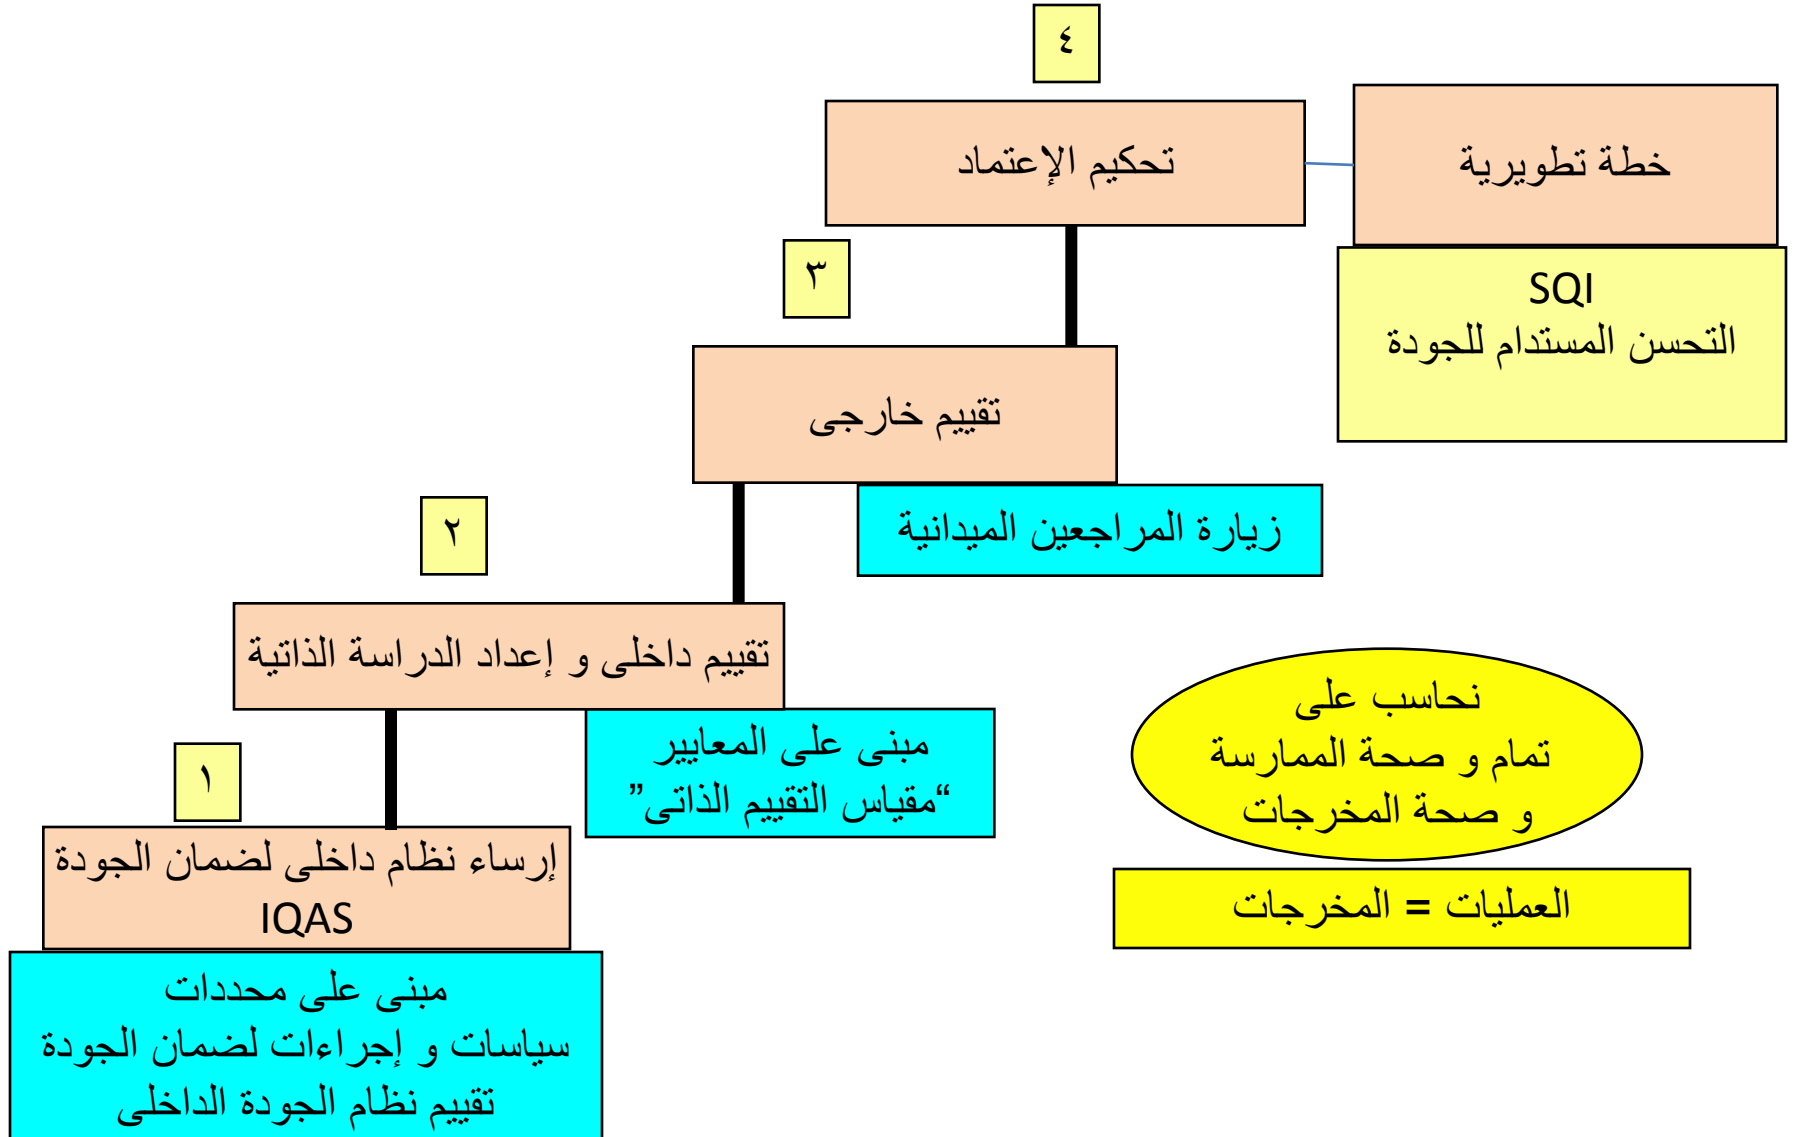 ٤
تحكيم الإعتماد
خطة تطويرية
SQI
التحسن المستدام للجودة
٣
تقييم خارجى
زيارة المراجعين الميدانية
٢
تقييم داخلى و إعداد الدراسة الذاتية
مبنى على المعايير
“مقياس التقييم الذاتى”
١
إرساء نظام داخلى لضمان الجودة
IQAS
مبنى على محددات
سياسات و إجراءات لضمان الجودة
تقييم نظام الجودة الداخلى
نحاسب على
تمام و صحة الممارسة
و صحة المخرجات
العمليات = المخرجات